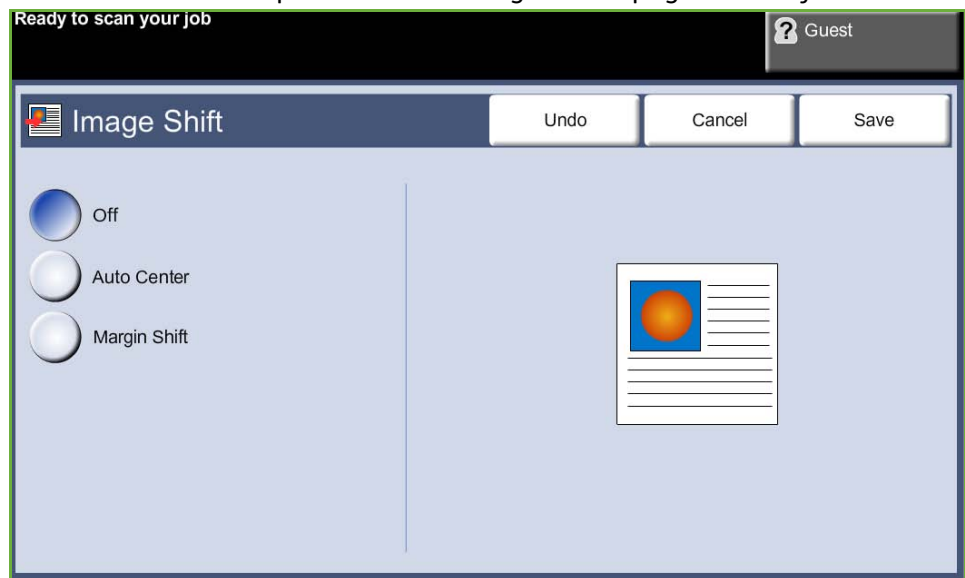 Ready to scan your job
? Guest
Image Shift
Undo
Cancel
Save
Off
Auto Center
Margin Shift